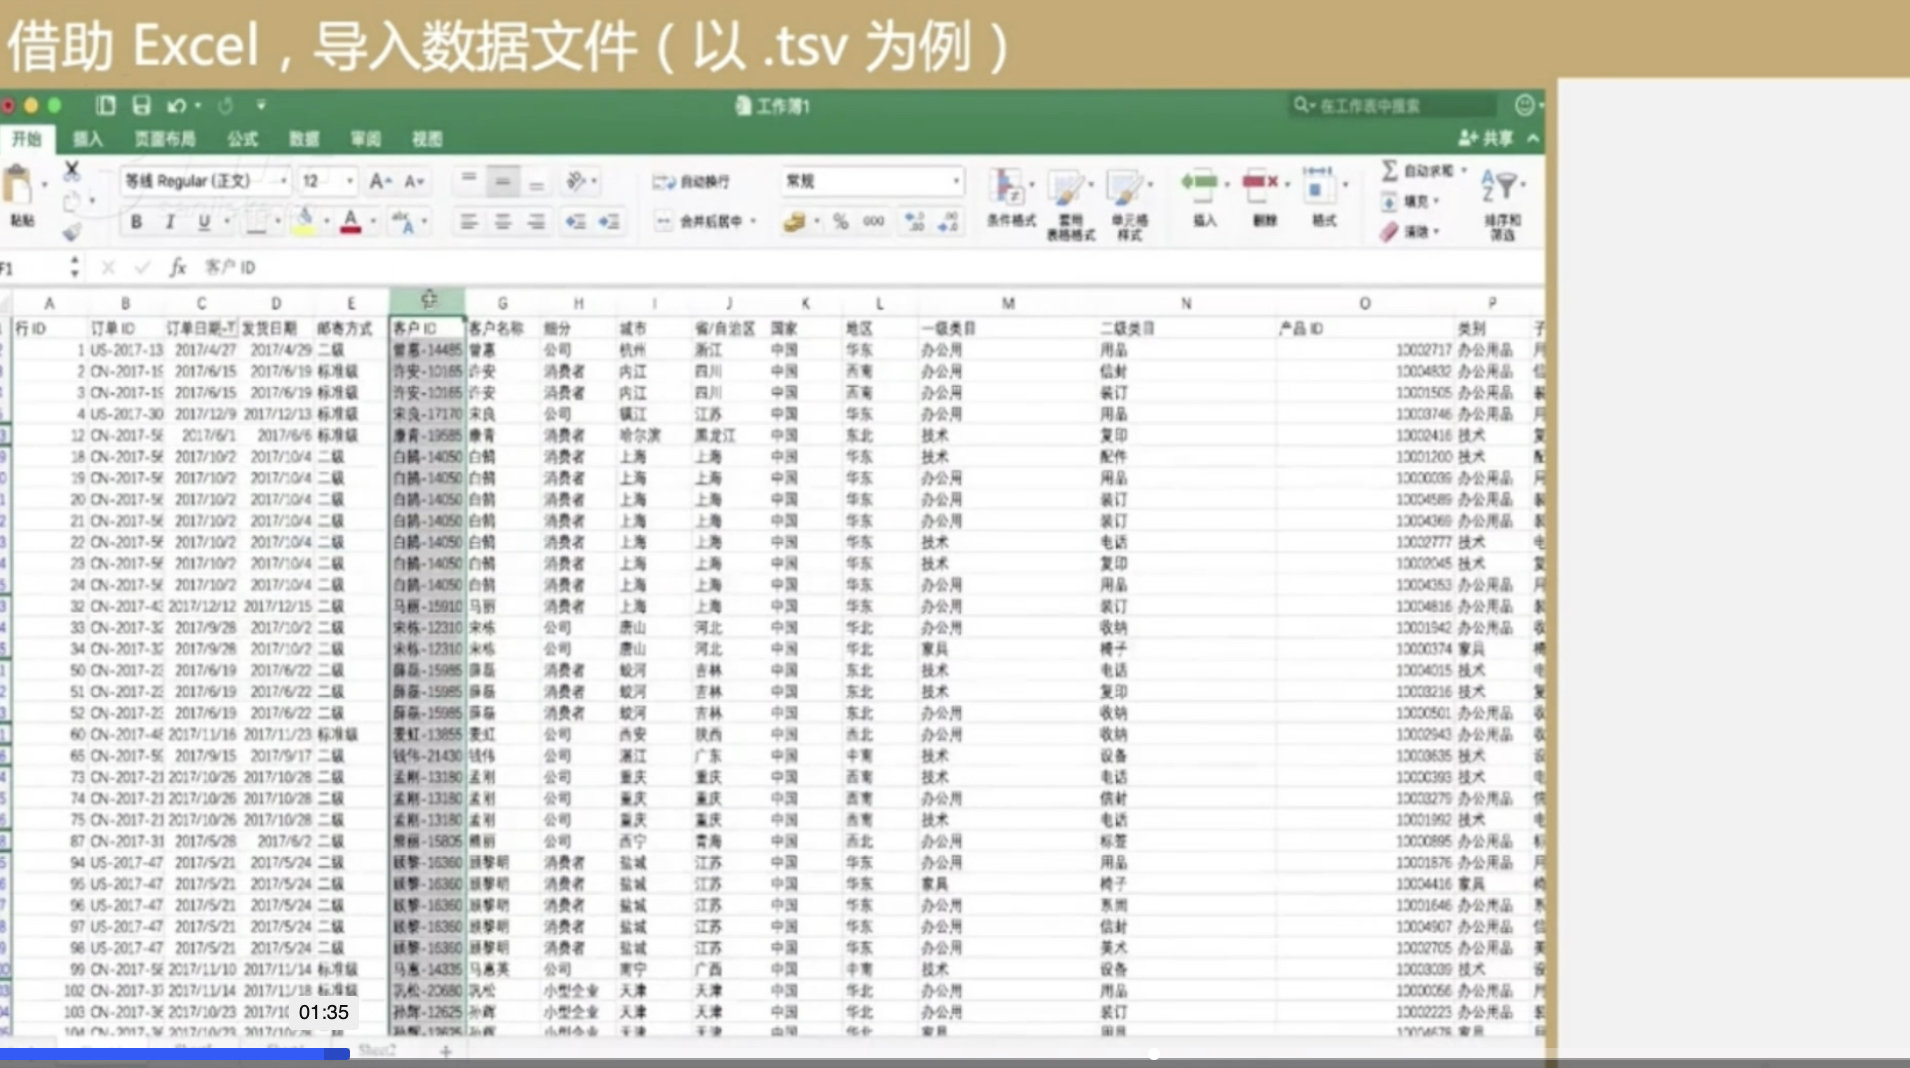 借助 Excel，导入数据文件（以 .tsv 为例）
工作簿1
在工作表中搜索
开始 插入 页面布局 公式 数据 审阅 视图
共享
等线 Regular (正文) 12 自动换行 常规 自动求和
粘贴 B I U 合并后居中 % 000 条件格式 套用表格格式 单元格样式 插入 删除 格式 填充 清除 排序和筛选
fx 客户 ID
A B C D E G H I J K L M N O P
行 ID 订单 ID 订单日期 发货日期 邮寄方式 客户 ID 客户名称 细分 城市 省/自治区 国家 地区 一级类目 二级类目 产品 ID 类别
1 US-2017-13 2017/4/27 2017/4/29 二级 曾惠-14485 曾惠 公司 杭州 浙江 中国 华东 办公用 用品 10002717 办公用品
2 CN-2017-19 2017/6/15 2017/6/19 标准级 许安-10165 许安 消费者 内江 四川 中国 西南 办公用 信封 10004832 办公用品
3 CN-2017-19 2017/6/15 2017/6/19 标准级 许安-10165 许安 消费者 内江 四川 中国 西南 办公用 装订 10001505 办公用品
4 US-2017-30 2017/12/9 2017/12/13 标准级 宋良-17170 宋良 公司 镇江 江苏 中国 华东 办公用 用品 10003746 办公用品
12 CN-2017-56 2017/6/1 2017/6/6 标准级 康青-19585 康青 消费者 哈尔滨 黑龙江 中国 东北 技术 复印 10002416 技术
18 CN-2017-56 2017/10/2 2017/10/4 二级 白鹄-14050 白鹄 消费者 上海 上海 中国 华东 技术 配件 10001200 技术
19 CN-2017-56 2017/10/2 2017/10/4 二级 白鹄-14050 白鹄 消费者 上海 上海 中国 华东 办公用 用品 10000039 办公用品
20 CN-2017-56 2017/10/2 2017/10/4 二级 白鹄-14050 白鹄 消费者 上海 上海 中国 华东 办公用 装订 10004589 办公用品
21 CN-2017-56 2017/10/2 2017/10/4 二级 白鹄-14050 白鹄 消费者 上海 上海 中国 华东 办公用 装订 10004369 办公用品
22 CN-2017-56 2017/10/2 2017/10/4 二级 白鹄-14050 白鹄 消费者 上海 上海 中国 华东 技术 电话 10002777 技术
23 CN-2017-56 2017/10/2 2017/10/4 二级 白鹄-14050 白鹄 消费者 上海 上海 中国 华东 技术 复印 10002045 技术
24 CN-2017-56 2017/10/2 2017/10/4 二级 白鹄-14050 白鹄 消费者 上海 上海 中国 华东 办公用 用品 10004353 办公用品
32 CN-2017-43 2017/12/12 2017/12/15 二级 马丽-15910 马丽 消费者 上海 上海 中国 华东 办公用 装订 10004816 办公用品
33 CN-2017-32 2017/9/28 2017/10/2 二级 宋栋-12310 宋栋 公司 唐山 河北 中国 华北 办公用 收纳 10001942 办公用品
34 CN-2017-32 2017/9/28 2017/10/2 二级 宋栋-12310 宋栋 公司 唐山 河北 中国 华北 家具 椅子 10000374 家具
50 CN-2017-23 2017/6/19 2017/6/22 二级 薛磊-15985 薛磊 消费者 蛟河 吉林 中国 东北 技术 电话 10004015 技术
51 CN-2017-23 2017/6/19 2017/6/22 二级 薛磊-15985 薛磊 消费者 蛟河 吉林 中国 东北 技术 复印 10003216 技术
52 CN-2017-23 2017/6/19 2017/6/22 二级 薛磊-15985 薛磊 消费者 蛟河 吉林 中国 东北 办公用 收纳 10000501 办公用品
60 CN-2017-48 2017/11/16 2017/11/23 标准级 麦虹-13855 麦虹 公司 西安 陕西 中国 西北 办公用 收纳 10002943 办公用品
65 CN-2017-59 2017/9/15 2017/9/17 二级 钱伟-21430 钱伟 公司 湛江 广东 中国 中南 技术 设备 10003635 技术
73 CN-2017-21 2017/10/26 2017/10/28 二级 孟刚-13180 孟刚 公司 重庆 重庆 中国 西南 技术 电话 10000393 技术
74 CN-2017-21 2017/10/26 2017/10/28 二级 孟刚-13180 孟刚 公司 重庆 重庆 中国 西南 办公用 信封 10003279 办公用品
75 CN-2017-21 2017/10/26 2017/10/28 二级 孟刚-13180 孟刚 公司 重庆 重庆 中国 西南 技术 电话 10001992 技术
87 CN-2017-31 2017/5/28 2017/6/2 二级 熊丽-15805 熊丽 公司 西宁 青海 中国 西北 办公用 标签 10000895 办公用品
94 US-2017-47 2017/5/21 2017/5/24 二级 顾黎-16360 顾黎明 消费者 盐城 江苏 中国 华东 办公用 用品 10001876 办公用品
95 US-2017-47 2017/5/21 2017/5/24 二级 顾黎-16360 顾黎明 消费者 盐城 江苏 中国 华东 家具 椅子 10004416 家具
96 US-2017-47 2017/5/21 2017/5/24 二级 顾黎-16360 顾黎明 消费者 盐城 江苏 中国 华东 办公用 系固 10001646 办公用品
97 US-2017-47 2017/5/21 2017/5/24 二级 顾黎-16360 顾黎明 消费者 盐城 江苏 中国 华东 办公用 信封 10004907 办公用品
98 US-2017-47 2017/5/21 2017/5/24 二级 顾黎-16360 顾黎明 消费者 盐城 江苏 中国 华东 办公用 美术 10002705 办公用品
99 CN-2017-58 2017/11/10 2017/11/14 标准级 马惠-14335 马惠英 公司 南宁 广西 中国 中南 技术 设备 10003039 技术
102 CN-2017-37 2017/11/14 2017/11/18 标准级 巩松-20680 巩松 小型企业 天津 天津 中国 华北 办公用 用品 10000056 办公用品
103 CN-2017-36 2017/10/23 孙辉-12625 孙辉 小型企业 天津 天津 中国 华北 办公用 装订 10002223 办公用品
01:35
Sheet2